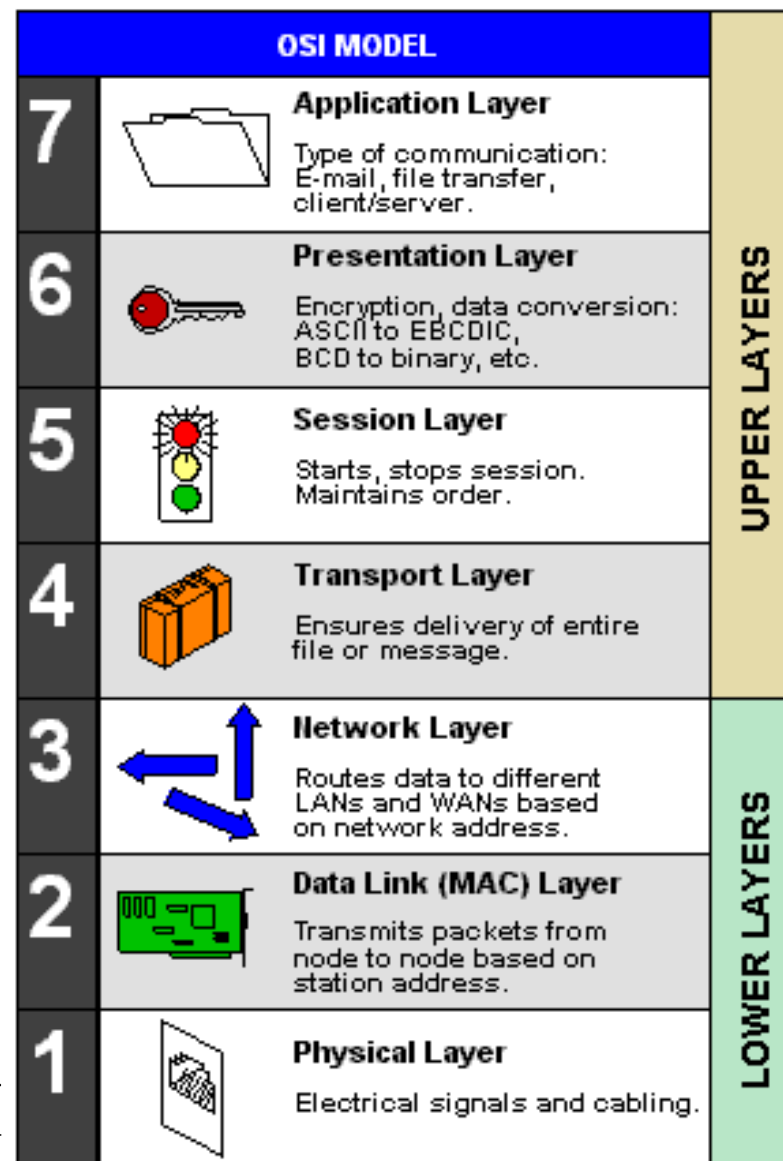 OSI MODEL
7
Application Layer
Type of communication:
E-mail, file transfer,
client/server.
6
Presentation Layer
Encryption, data conversion:
ASCII to EBCDIC,
BCD to binary, etc.
5
Session Layer
Starts, stops session.
Maintains order.
4
Transport Layer
Ensures delivery of entire
file or message.
UPPER LAYERS
3
Network Layer
Routes data to different
LANs and WANs based
on network address.
2
Data Link (MAC) Layer
Transmits packets from
node to node based on
station address.
1
Physical Layer
Electrical signals and cabling.
LOWER LAYERS